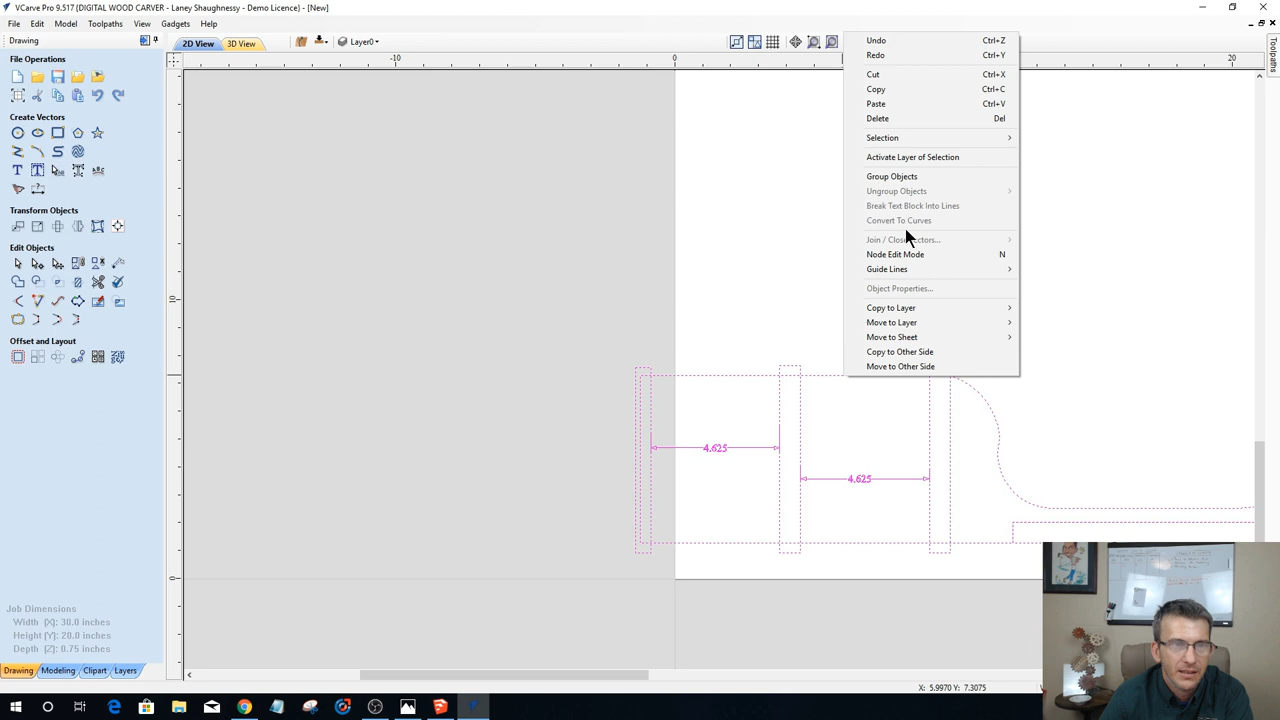 VCarve Pro 9.517 {DIGITAL WOOD CARVER} - Laney Shaughnessy - Demo Licence} - [New]
File Edit Model Toolpaths View Gadgets Help
Drawing
2D View 3D View Layer0
File Operations
Create Vectors
Transform Objects
Edit Objects
Offset and Layout
Job Dimensions
Width (X): 30.0 inches
Height (Y): 20.0 inches
Depth (Z): 0.75 inches
Drawing Modeling Clipart Layers
-10 0 20
10
0
Toolpaths
Undo Ctrl+Z
Redo Ctrl+Y
Cut Ctrl+X
Copy Ctrl+C
Paste Ctrl+V
Delete Del
Selection
Activate Layer of Selection
Group Objects
Ungroup Objects
Break Text Block Into Lines
Convert To Curves
Node Edit Mode N
Guide Lines
Object Properties...
Copy to Layer
Move to Layer
Move to Sheet
Copy to Other Side
Move to Other Side
4.625
4.625
X: 5.9970 Y: 7.3075